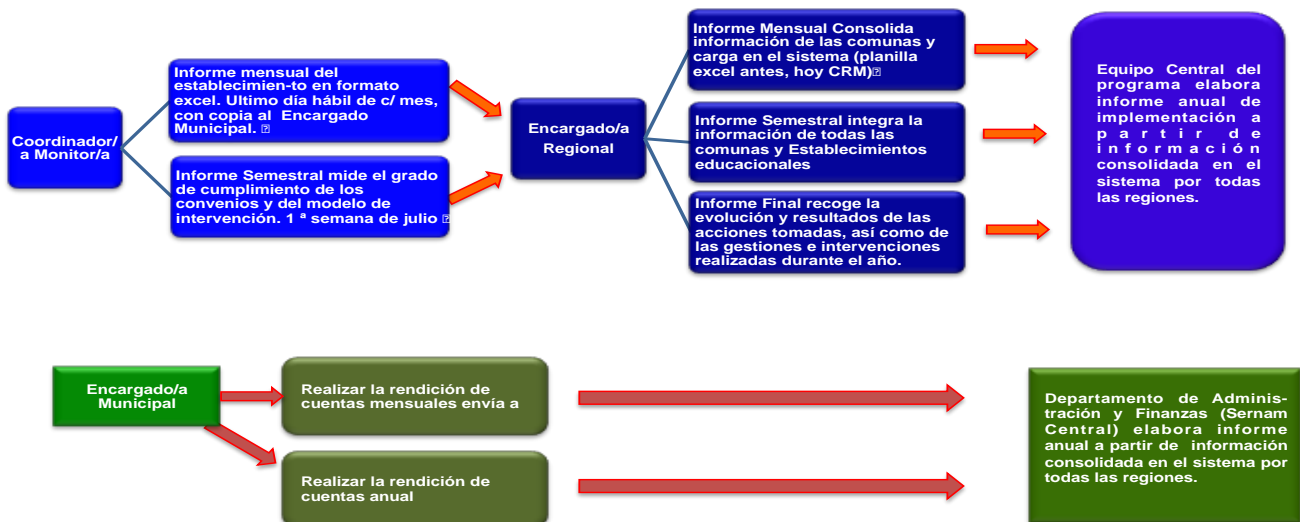 Coordinador/
a Monitor/a
Informe mensual del
establecimien-to en formato
excel. Ultimo día hábil de c/ mes,
con copia al Encargado
Municipal.
Informe Semestral mide el grado
de cumplimiento de los
convenios y del modelo de
intervención. 1 ª semana de julio
Encargado/a
Regional
Informe Mensual Consolida
información de las comunas y
carga en el sistema (planilla
excel antes, hoy CRM)
Informe Semestral integra la
información de todas las
comunas y Establecimientos
educacionales
Informe Final recoge la
evolución y resultados de las
acciones tomadas, así como de
las gestiones e intervenciones
realizadas durante el año.
Equipo Central del
programa elabora
informe anual de
implementación a
partir de
información
consolidada en el
sistema por todas
las regiones.
Encargado/a
Municipal
Realizar la rendición de
cuentas mensuales envía a
Realizar la rendición de
cuentas anual
Departamento de Adminis-
tración y Finanzas (Sernam
Central) elabora informe
anual a partir de información
consolidada en el sistema por
todas las regiones.